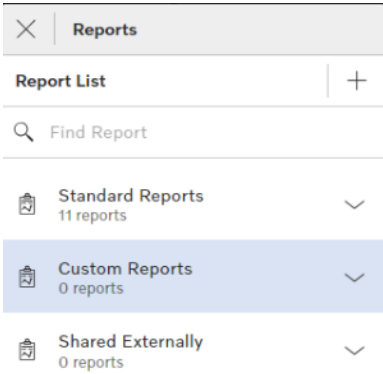 Reports
Report List
Find Report
Standard Reports
11 reports
Custom Reports
0 reports
Shared Externally
0 reports